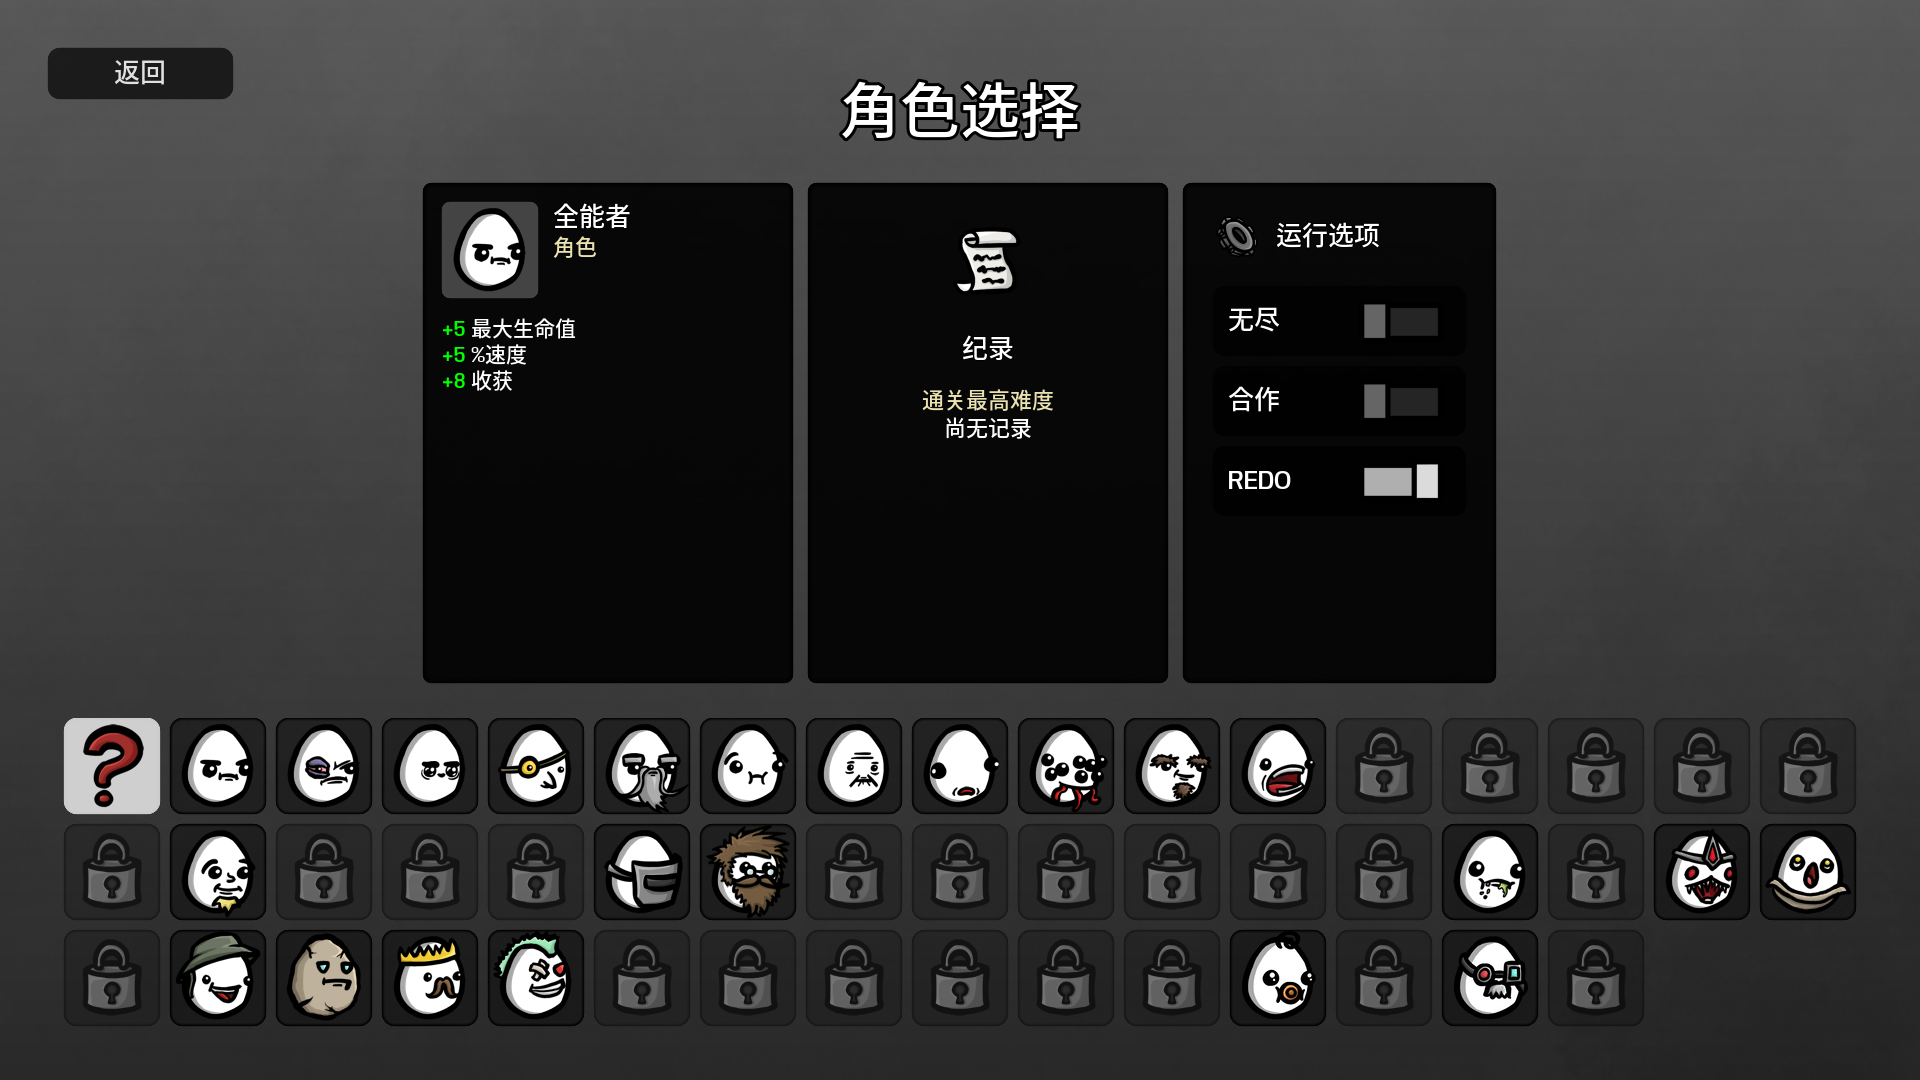 返回
角色选择
全能者
角色
+5 最大生命值
+5 %速度
+8 收获
纪录
通关最高难度
尚无记录
运行选项
无尽
合作
REDO